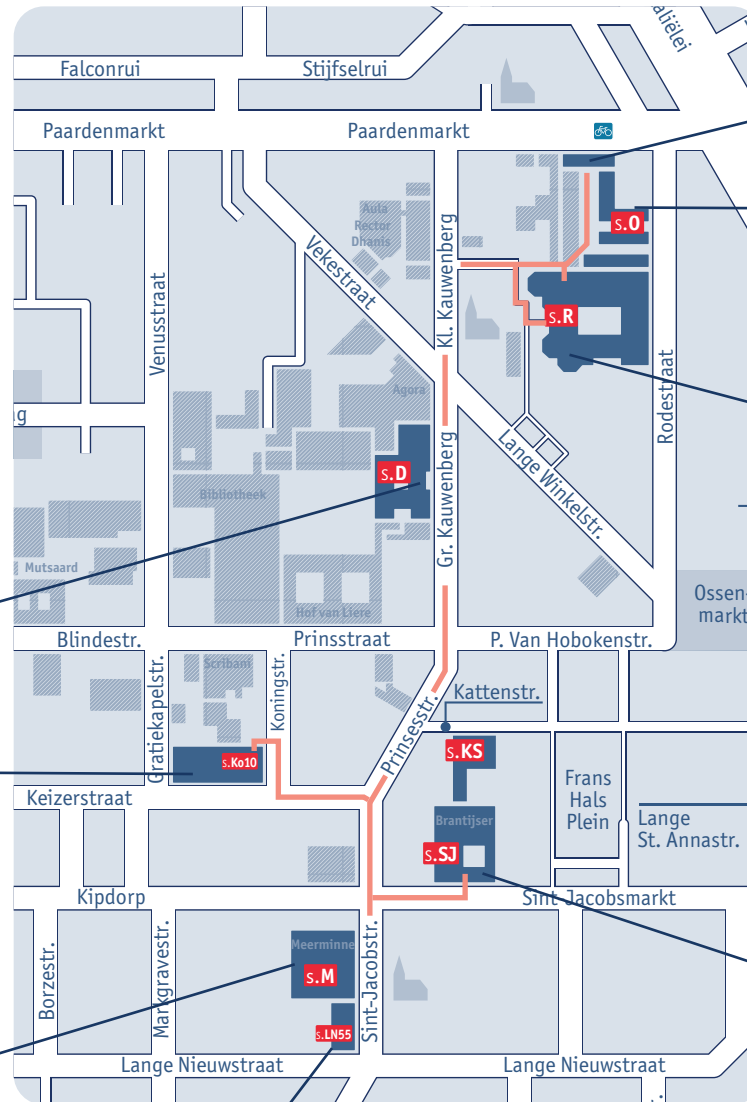 aliëlei
Falconrui
Stijfselrui
Paardenmarkt
Paardenmarkt
Aula
Rector
Dhanis
s.O
Vekestraat
Kl. Kauwenberg
Venusstraat
s.R
Rodestraat
Agora
s.D
Gr. Kauwenberg
Lange Winkelstr.
Bibliotheek
Mutsaard
Hof van Liere
Ossen-
markt
Blindestr.
Prinsstraat
P. Van Hobokenstr.
Gratiekapelstr.
Scribani
Koningstr.
Kattenstr.
Prinsesstr.
s.KS
s.Ko10
Keizerstraat
Frans
Hals
Plein
Brantijser
Lange
St. Annastr.
s.SJ
Kipdorp
Sint-Jacobsmarkt
Borzestr.
Markgravestr.
Meerminne
s.M
Sint-Jacobstr.
s.LN55
Lange Nieuwstraat
Lange Nieuwstraat